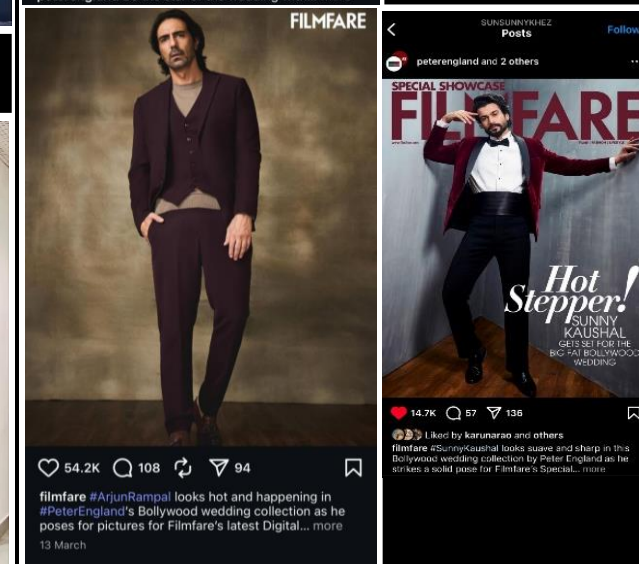 FILMFARE
54.2K 108 94
filmfare #ArjunRampal looks hot and happening in
#PeterEngland's Bollywood wedding collection as he
poses for pictures for Filmfare's latest Digital... more
13 March
SUNSUNNYKHEZ
Posts
Follow
peterengland and 2 others
SPECIAL SHOWCASE
FILMFARE
Hot
Stepper!
SUNNY
KAUSHAL
GETS SET FOR THE
BIG FAT BOLLYWOOD
WEDDING
14.7K 57 136
Liked by karunarao and others
filmfare #SunnyKaushal looks suave and sharp in this
Bollywood wedding collection by Peter England as he
strikes a solid pose for Filmfare's Special... more